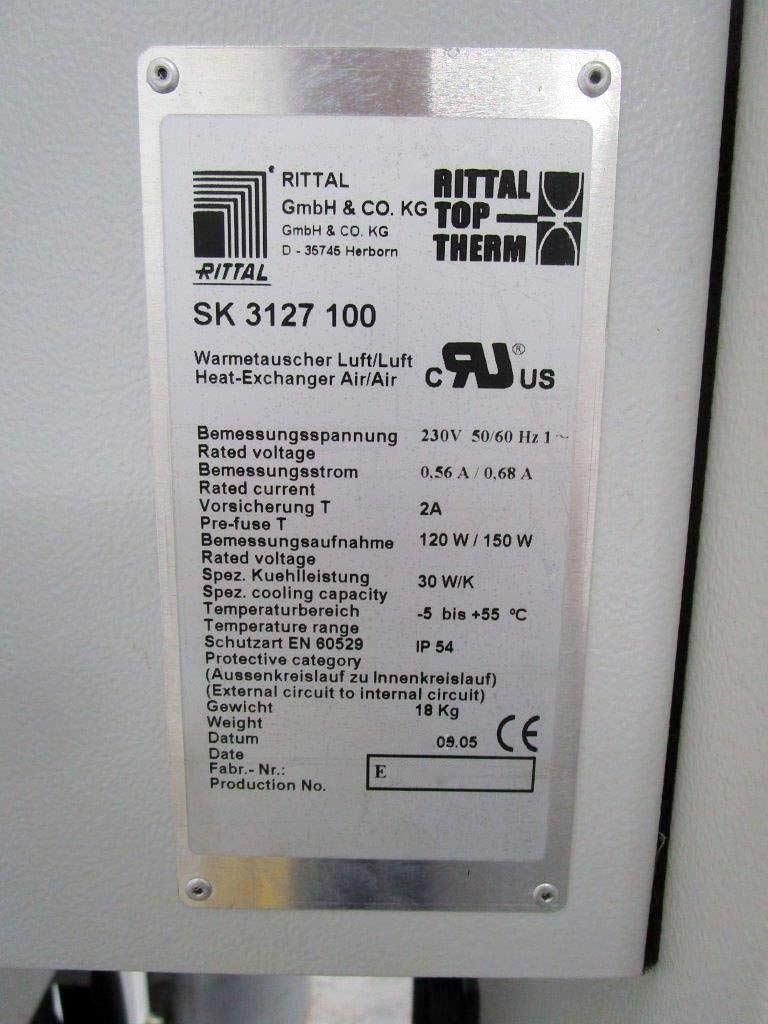 RITTAL
GmbH & CO. KG
GmbH & CO. KG
D - 35745 Herborn
RITTAL
RITTAL
TOP
THERM
SK 3127 100
Warmetauscher Luft/Luft
Heat-Exchanger Air/Air
C RU ® US
Bemessungsspannung 230V 50/60 Hz 1~
Rated voltage
Bemessungsstrom 0,56 A / 0,68 A
Rated current
Vorsicherung T 2A
Pre-fuse T
Bemessungsaufnahme 120 W / 150 W
Rated voltage
Spez. Kuehlleistung 30 W/K
Spez. cooling capacity
Temperaturbereich -5 bis +55 ºC
Temperature range
Schutzart EN 60529 IP 54
Protective category
(Aussenkreislauf zu Innenkreislauf)
(External circuit to internal circuit)
Gewicht 18 Kg
Weight
Datum 09.05 CE
Date
Fabr.- Nr.: E
Production No.